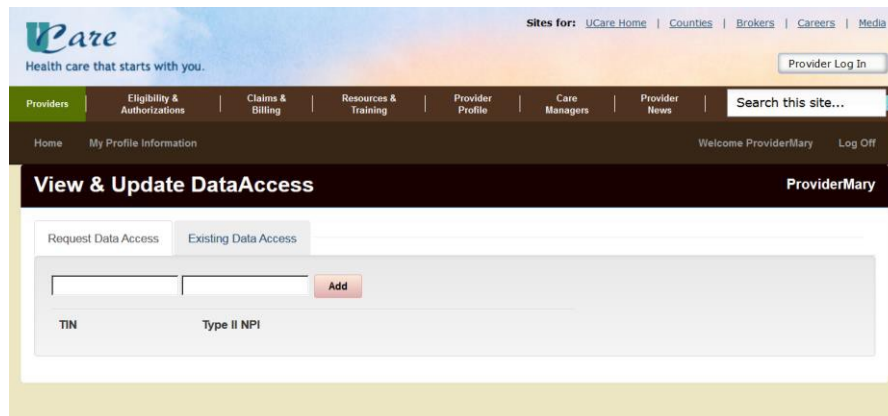 Sites for: UCare Home | Counties | Brokers | Careers | Media
UCare
Health care that starts with you.
Provider Log In
Providers | Eligibility & Authorizations | Claims & Billing | Resources & Training | Provider Profile | Care Managers | Provider News | Search this site...
Home My Profile Information Welcome ProviderMary Log Off
View & Update DataAccess ProviderMary
Request Data Access Existing Data Access
Add
TIN Type II NPI